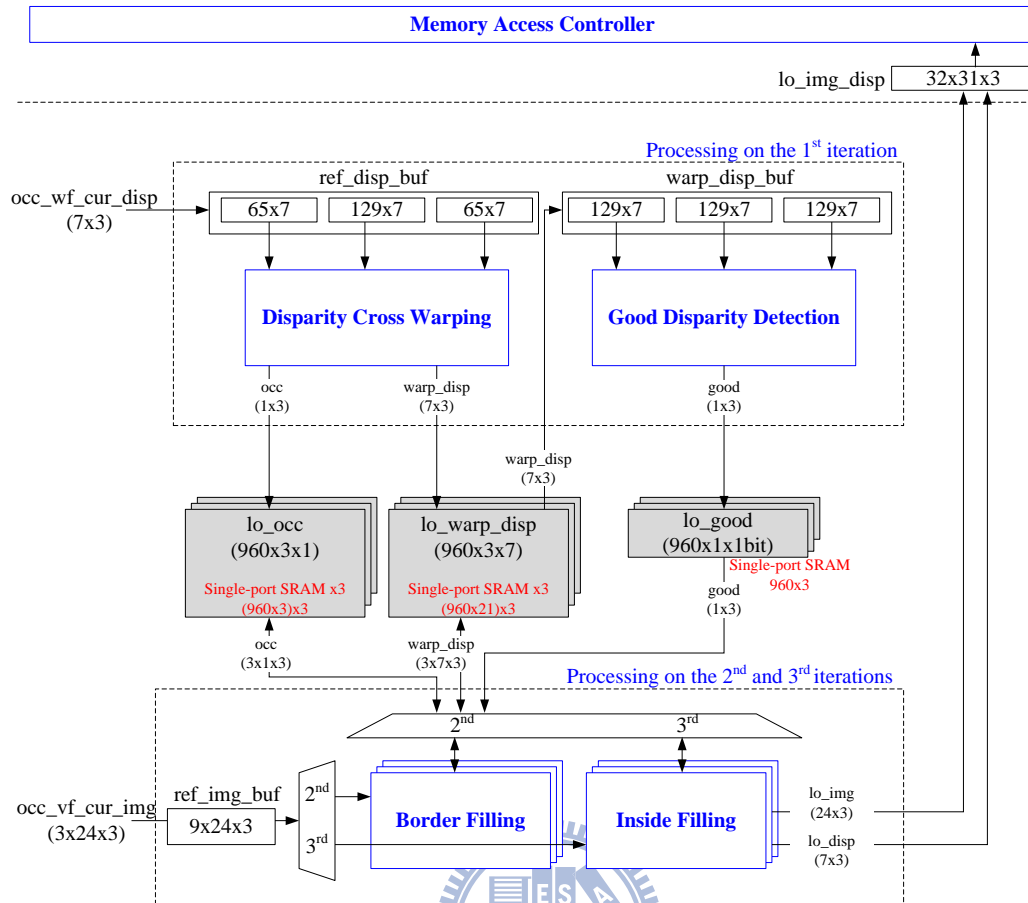 Memory Access Controller
lo_img_disp
32x31x3
Processing on the 1st iteration
ref_disp_buf
warp_disp_buf
occ_wf_cur_disp
(7x3)
65x7
129x7
65x7
129x7
129x7
129x7
Disparity Cross Warping
Good Disparity Detection
occ
(1x3)
warp_disp
(7x3)
good
(1x3)
warp_disp
(7x3)
lo_occ
(960x3x1)
Single-port SRAM x3
(960x3)x3
lo_warp_disp
(960x3x7)
Single-port SRAM x3
(960x21)x3
lo_good
(960x1x1bit)
Single-port SRAM
960x3
good
(1x3)
occ
(3x1x3)
warp_disp
(3x7x3)
Processing on the 2nd and 3rd iterations
2nd
3rd
occ_vf_cur_img
(3x24x3)
ref_img_buf
9x24x3
2nd
3rd
Border Filling
Inside Filling
lo_img
(24x3)
lo_disp
(7x3)
E S A